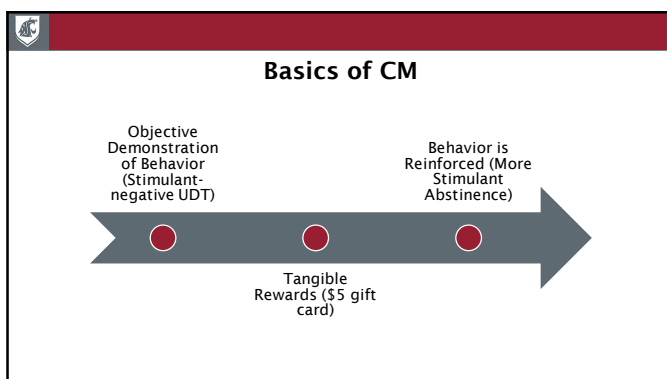 Basics of CM
Objective
Demonstration
of Behavior
(Stimulant-
negative UDT)
Tangible
Rewards ($5 gift
card)
Behavior is
Reinforced (More
Stimulant
Abstinence)